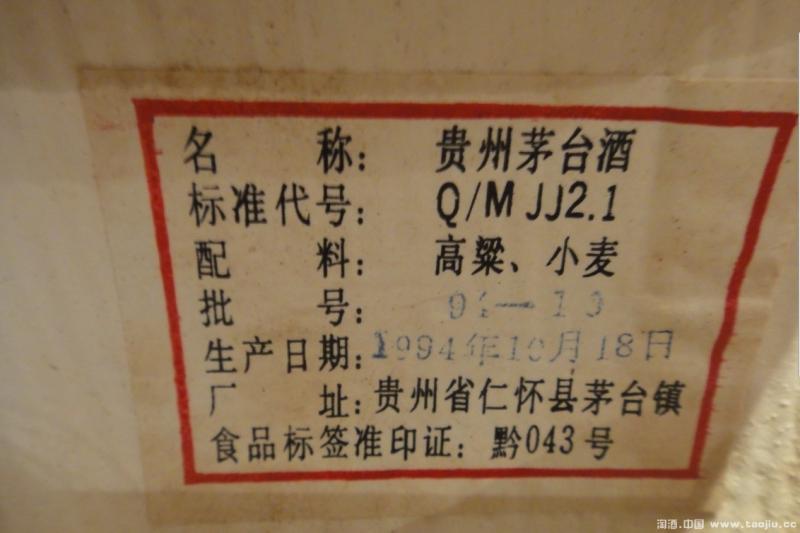 名 称： 贵州茅台酒
标准代号： Q/M JJ2.1
配 料： 高粱、小麦
批 号： 94—10
生产日期： 1994年10月18日
厂 址： 贵州省仁怀县茅台镇
食品标签准印证： 黔043号
淘酒.中国 www.taojiu.cc